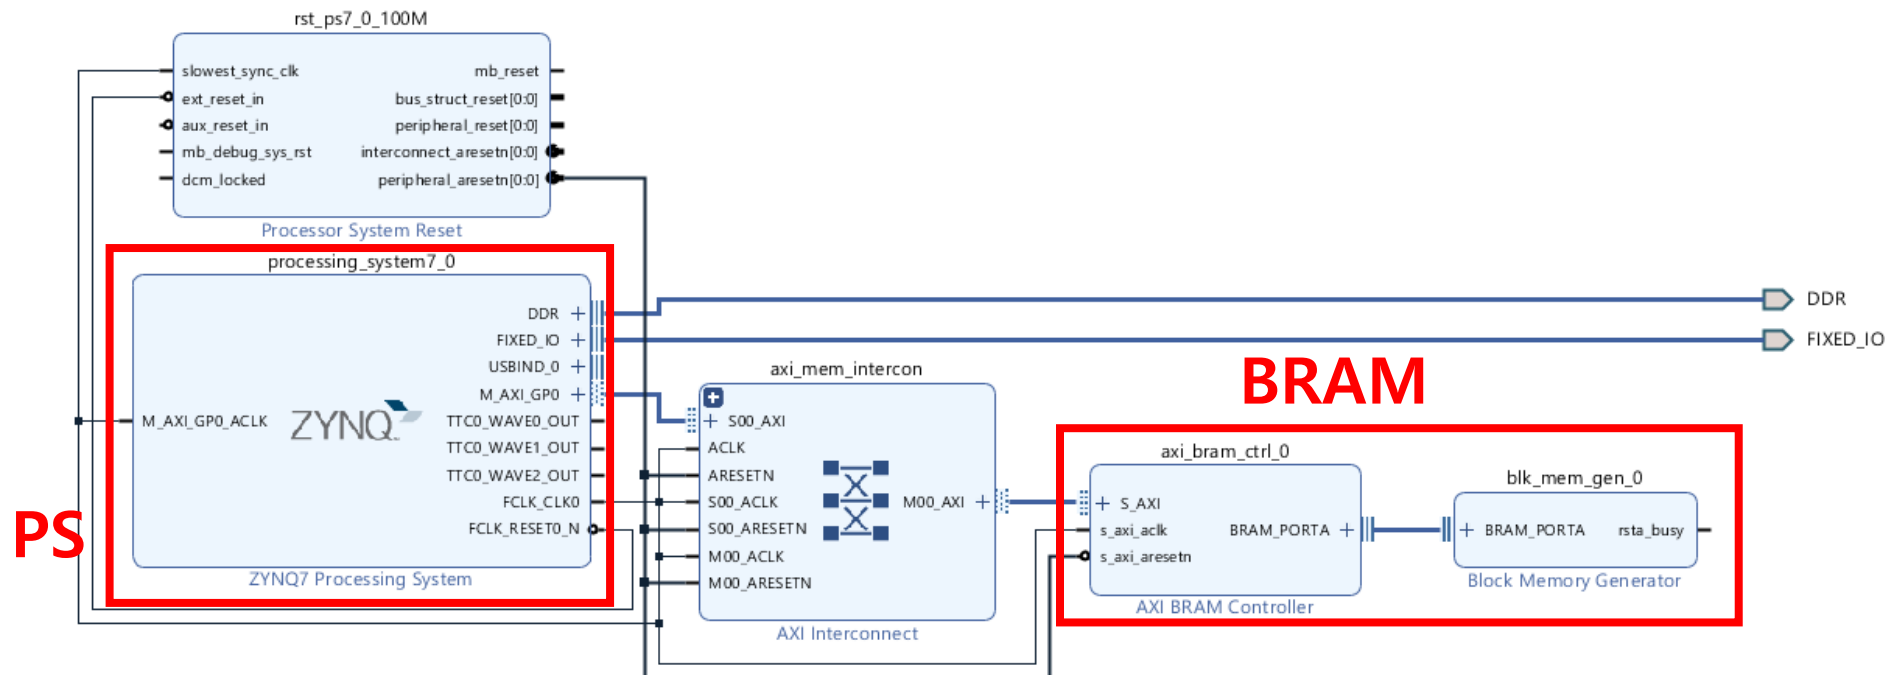 rst_ps7_0_100M
slowest_sync_clk
mb_reset
ext_reset_in
bus_struct_reset[0:0]
aux_reset_in
peripheral_reset[0:0]
mb_debug_sys_rst
interconnect_aresetn[0:0]
dcm_locked
peripheral_aresetn[0:0]
Processor System Reset
processing_system7_0
DDR
FIXED_IO
USBIND_0
M_AXI_GP0
M_AXI_GP0_ACLK
ZYNQ
TTC0_WAVE0_OUT
TTC0_WAVE1_OUT
TTC0_WAVE2_OUT
FCLK_CLK0
FCLK_RESET0_N
ZYNQ7 Processing System
PS
axi_mem_intercon
S00_AXI
ACLK
ARESETN
S00_ACLK
M00_AXI
S00_ARESETN
M00_ACLK
M00_ARESETN
AXI Interconnect
DDR
FIXED_IO
BRAM
axi_bram_ctrl_0
S_AXI
s_axi_aclk
BRAM_PORTA
s_axi_aresetn
AXI BRAM Controller
blk_mem_gen_0
BRAM_PORTA
rsta_busy
Block Memory Generator